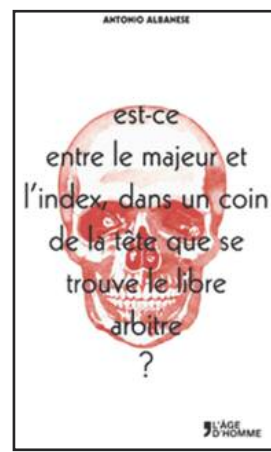 ANTONIO ALBANESE
est-ce
entre le majeur et
l'index, dans un coin
de la tête que se
trouve le libre
arbitre
?
L'ÂGE
D'HOMME